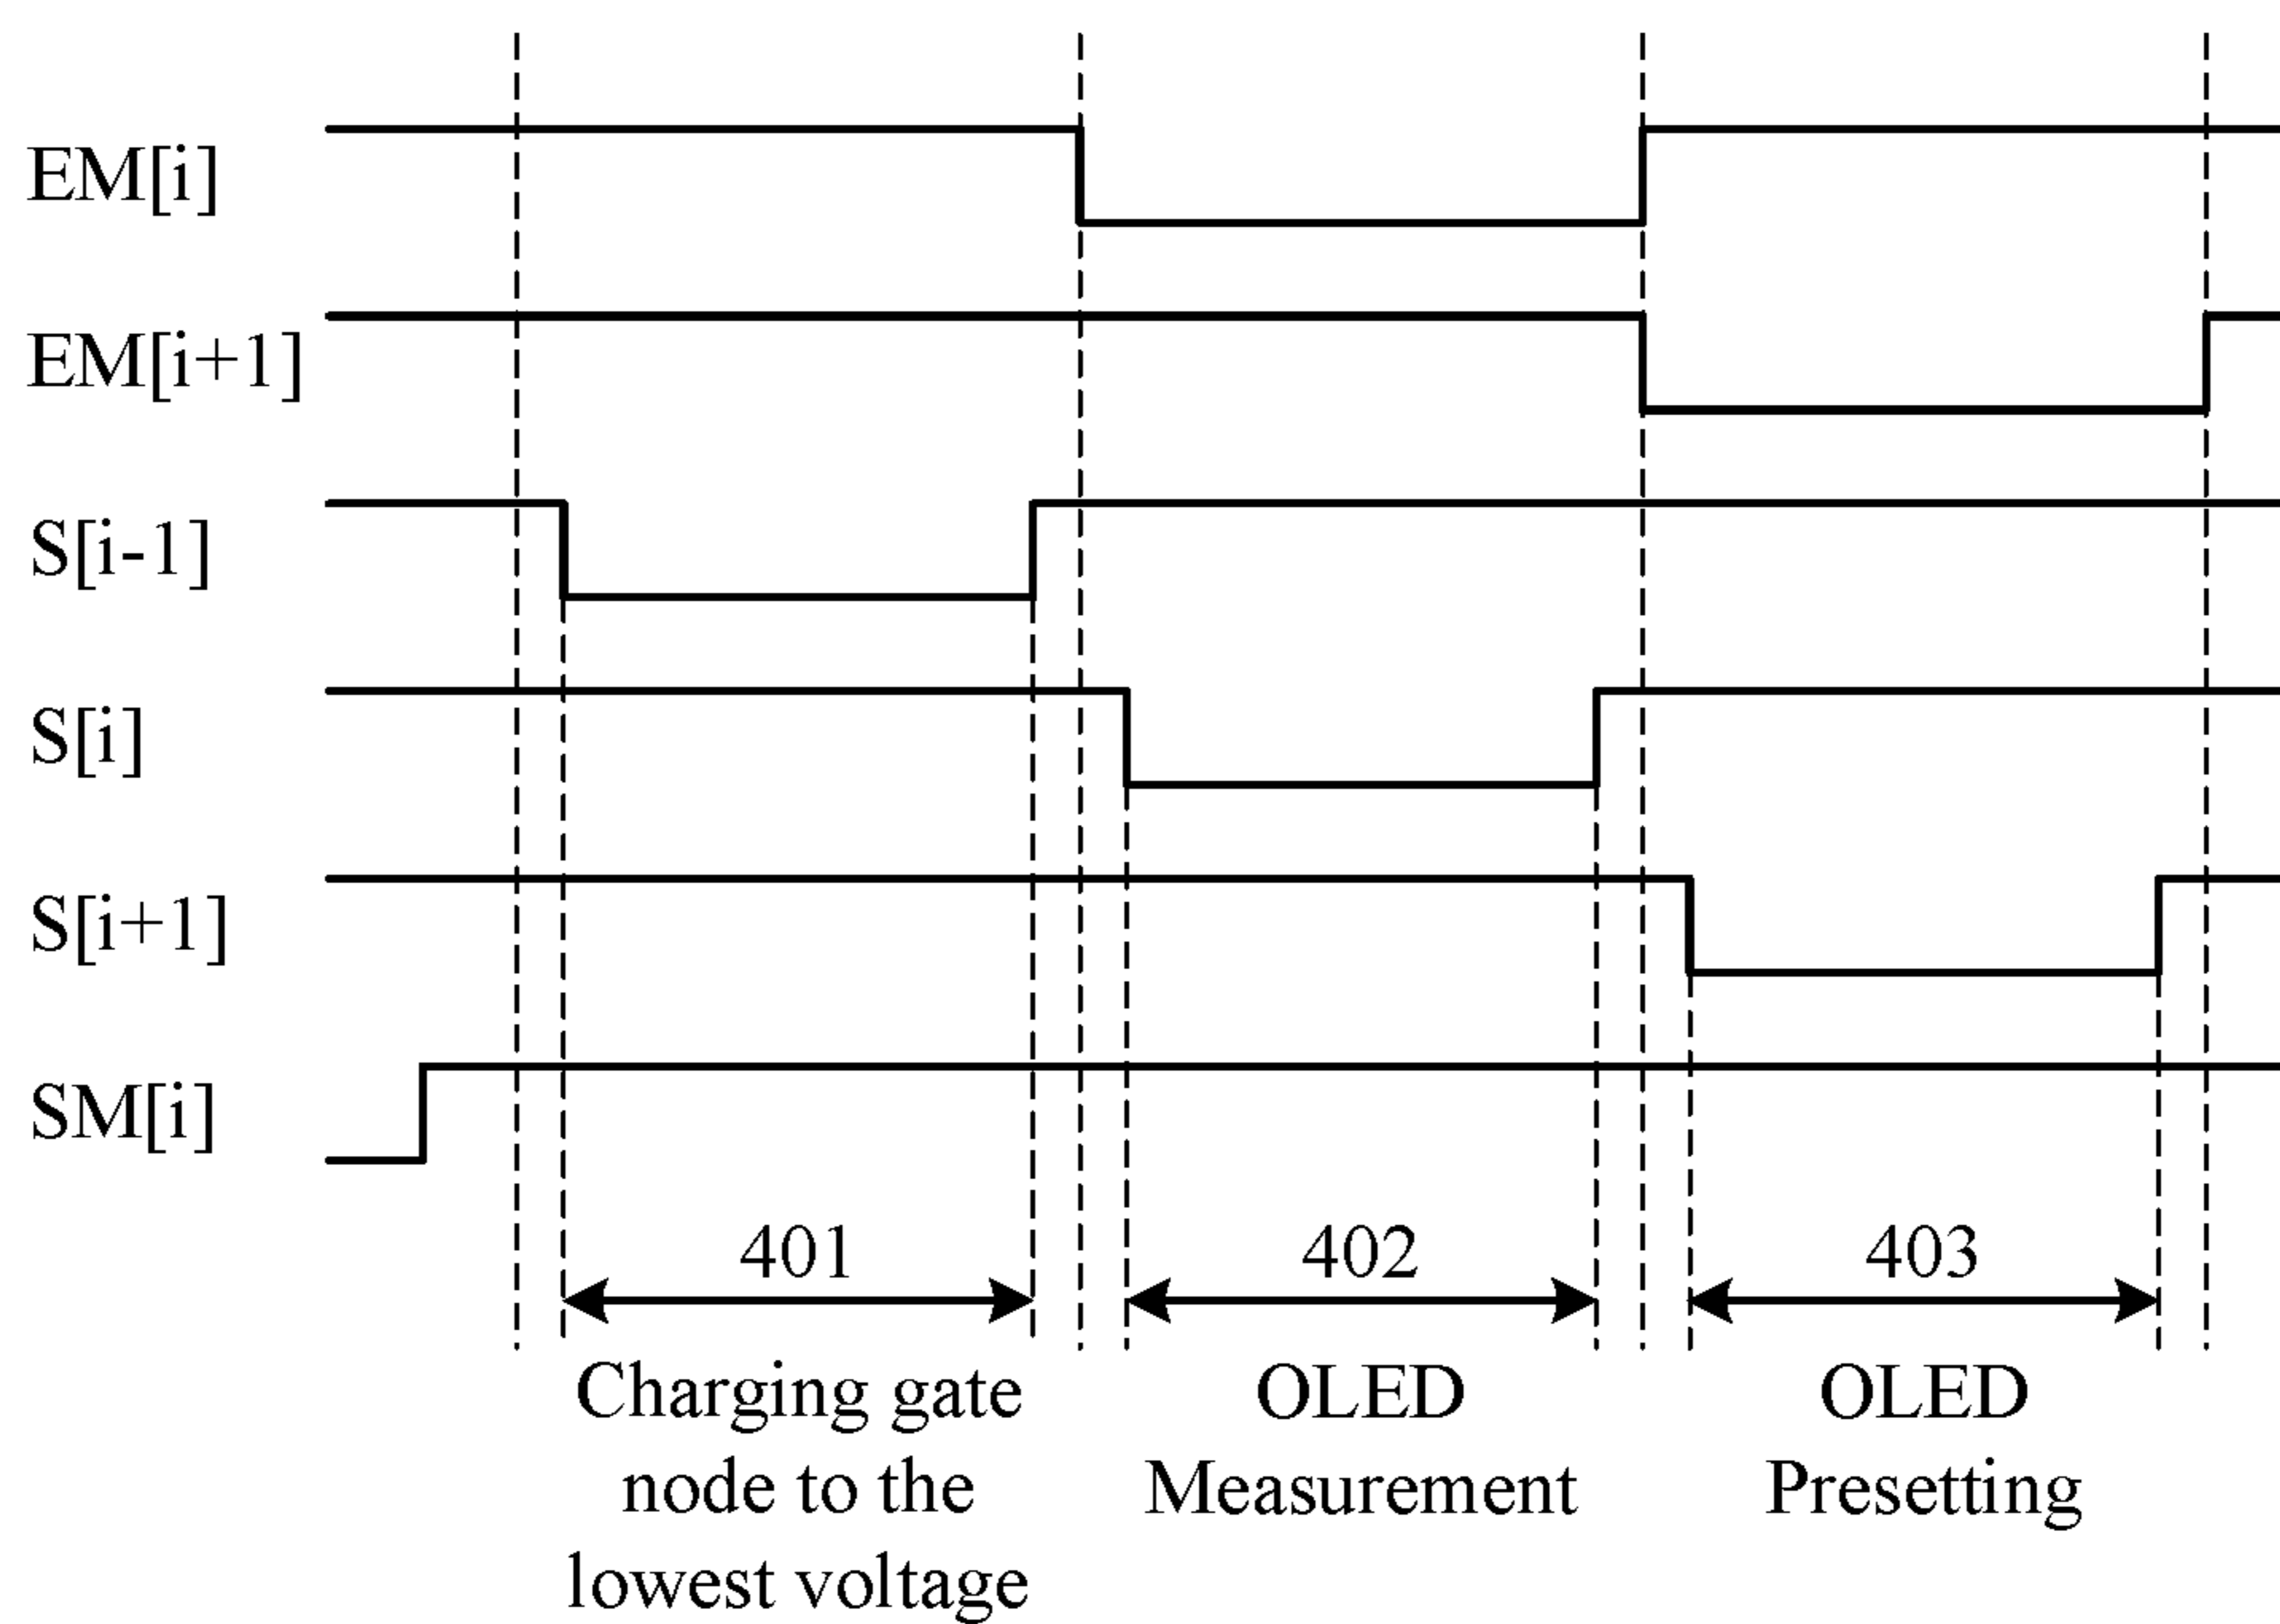 EM[i]
EM[i+1]
S[i-1]
S[i]
S[i+1]
SM[i]
401 402 403
Charging gate OLED OLED
node to the Measurement Presetting
lowest voltage